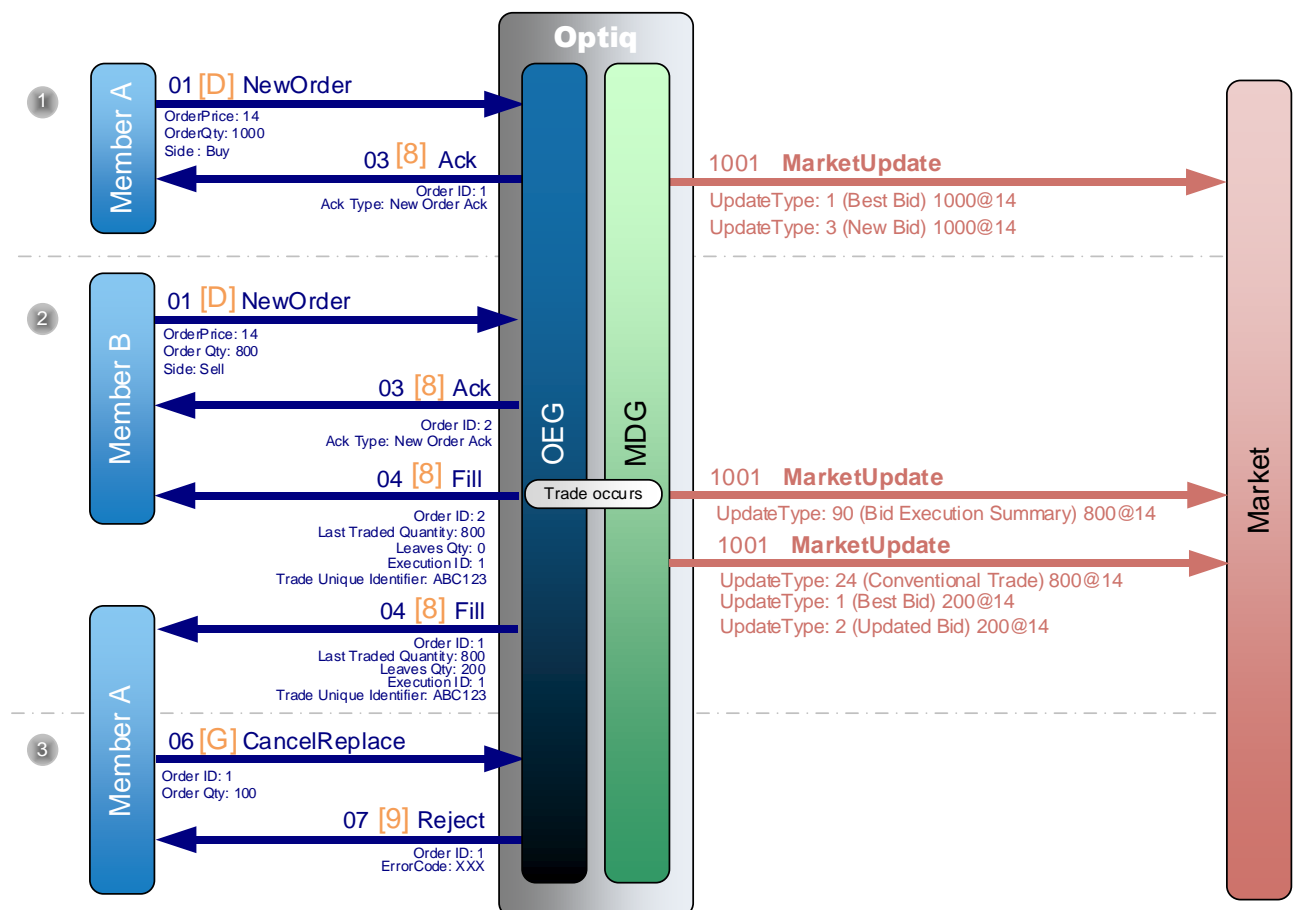 Optiq
1
Member A
01 [D] NewOrder
OrderPrice: 14
OrderQty: 1000
Side : Buy
03 [8] Ack
Order ID: 1
Ack Type: New Order Ack
1001 MarketUpdate
UpdateType: 1 (Best Bid) 1000@14
UpdateType: 3 (New Bid) 1000@14
2
Member B
01 [D] NewOrder
OrderPrice: 14
Order Qty: 800
Side: Sell
03 [8] Ack
Order ID: 2
Ack Type: New Order Ack
OEG
MDG
Market
04 [8] Fill
Trade occurs
Order ID: 2
Last Traded Quantity: 800
Leaves Qty: 0
Execution ID: 1
Trade Unique Identifier: ABC123
1001 MarketUpdate
UpdateType: 90 (Bid Execution Summary) 800@14
1001 MarketUpdate
UpdateType: 24 (Conventional Trade) 800@14
UpdateType: 1 (Best Bid) 200@14
UpdateType: 2 (Updated Bid) 200@14
Member A
04 [8] Fill
Order ID: 1
Last Traded Quantity: 800
Leaves Qty: 200
Execution ID: 1
Trade Unique Identifier: ABC123
3
06 [G] CancelReplace
Order ID: 1
Order Qty: 100
07 [9] Reject
Order ID: 1
ErrorCode: XXX